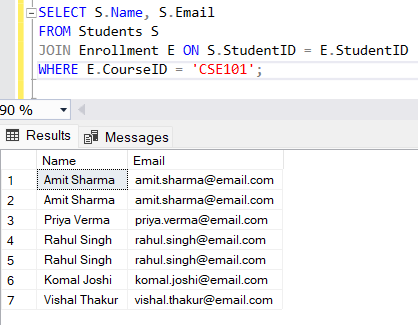 SELECT S.Name, S.Email
FROM Students S
JOIN Enrollment E ON S.StudentID = E.StudentID
WHERE E.CourseID = 'CSE101';
90 %
Results Messages
Name Email
1 Amit Sharma amit.sharma@email.com
2 Amit Sharma amit.sharma@email.com
3 Priya Verma priya.verma@email.com
4 Rahul Singh rahul.singh@email.com
5 Rahul Singh rahul.singh@email.com
6 Komal Joshi komal.joshi@email.com
7 Vishal Thakur vishal.thakur@email.com